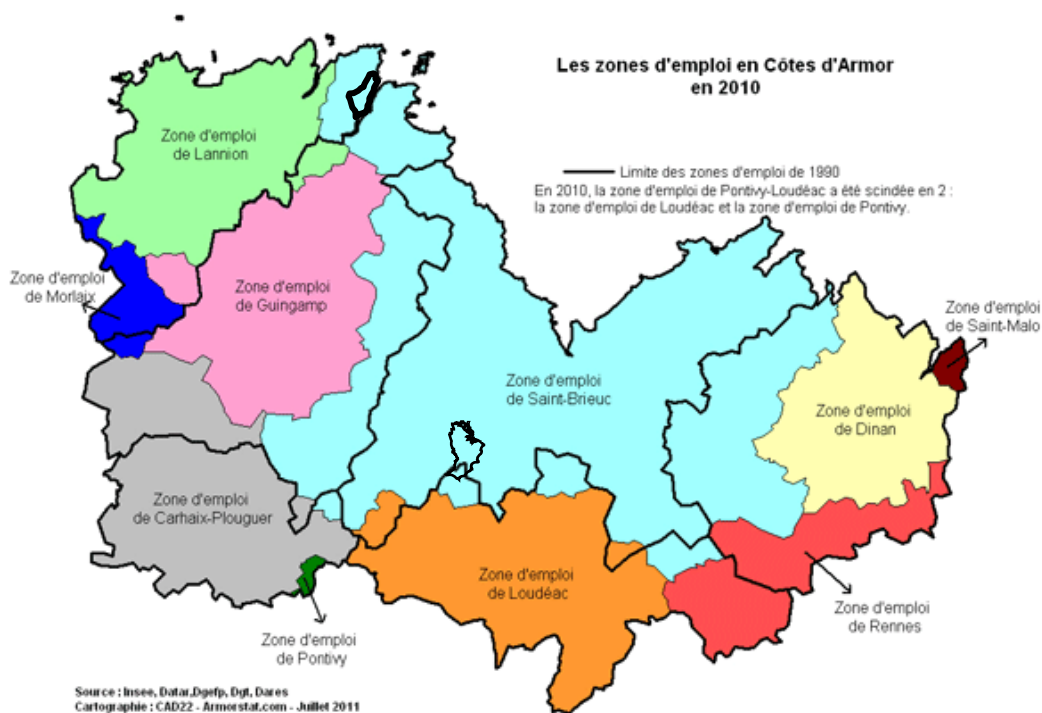 Les zones d'emploi en Côtes d'Armor
en 2010
Limite des zones d'emploi de 1990
En 2010, la zone d'emploi de Pontivy-Loudéac a été scindée en 2 :
la zone d'emploi de Loudéac et la zone d'emploi de Pontivy.
Zone d'emploi
de Lannion
Zone d'emploi
de Morlaix
Zone d'emploi
de Guingamp
Zone d'emploi
de Saint-Malo
Zone d'emploi
de Saint-Brieuc
Zone d'emploi
de Dinan
Zone d'emploi
de Carhaix-Plouguer
Zone d'emploi
de Loudéac
Zone d'emploi
de Rennes
Zone d'emploi
de Pontivy
Source : Insee, Datar,Dgefp, Dgt, Dares
Cartographie : CAD22 - Armorstat.com - Juillet 2011